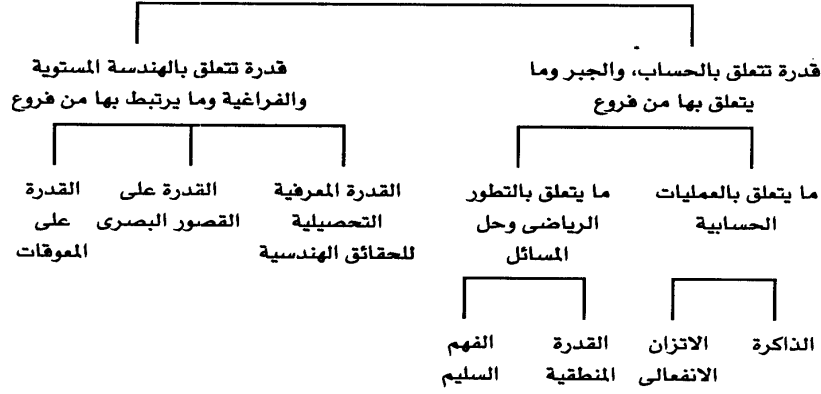 قدرة تتعلق بالحساب، والجبر وما
يتعلق بها من فروع
قدرة تتعلق بالهندسة المستوية
والفراغية وما يرتبط بها من فروع
ما يتعلق بالعمليات
الحسابية
ما يتعلق بالتطور
الرياضى وحل
المسائل
القدرة المعرفية
التحصيلية
للحقائق الهندسية
القدرة على
القصور البصرى
القدرة
على
المعوقات
الذاكرة
الاتزان
الانفعالى
القدرة
المنطقية
الفهم
السليم